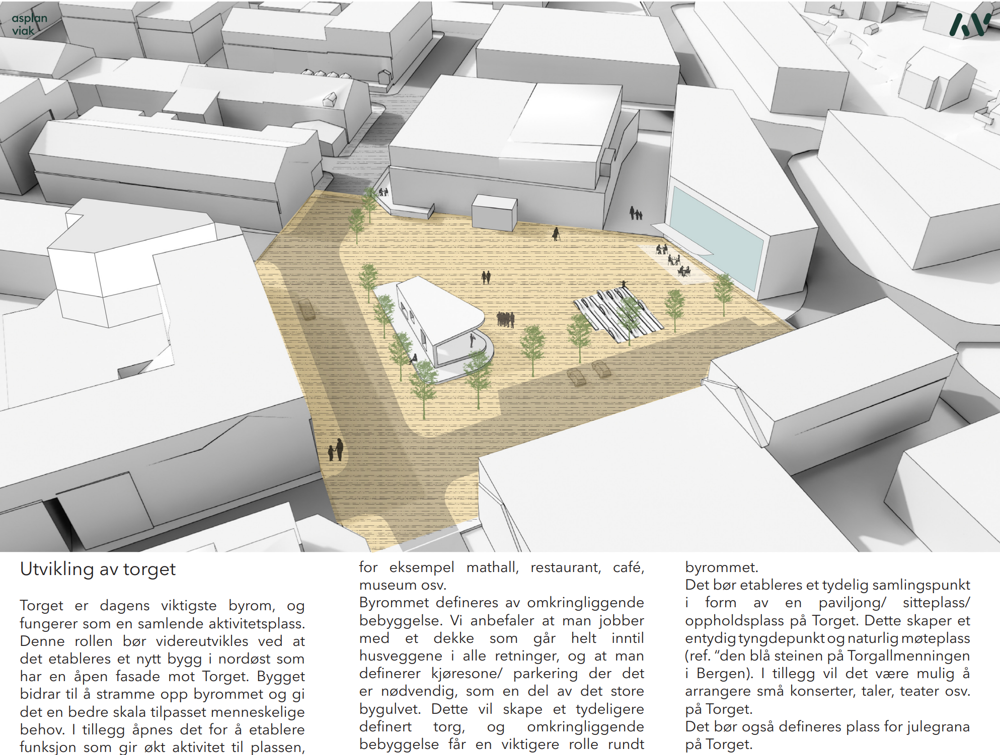 asplan
viak
Utvikling av torget
Torget er dagens viktigste byrom, og
fungerer som en samlende aktivitetsplass.
Denne rollen bør videreutvikles ved at
det etableres et nytt bygg i nordøst som
har en åpen fasade mot Torget. Bygget
bidrar til å stramme opp byrommet og gi
det en bedre skala tilpasset menneskelige
behov. I tillegg åpnes det for å etablere
funksjon som gir økt aktivitet til plassen,
for eksempel mathall, restaurant, café,
museum osv.
Byrommet defineres av omkringliggende
bebyggelse. Vi anbefaler at man jobber
med et dekke som går helt inntil
husveggene i alle retninger, og at man
definerer kjøresone/ parkering der det
er nødvendig, som en del av det store
bygulvet. Dette vil skape et tydeligere
definert torg, og omkringliggende
bebyggelse får en viktigere rolle rundt
byrommet.
Det bør etableres et tydelig samlingspunkt
i form av en paviljong/ sitteplass/
oppholdsplass på Torget. Dette skaper et
entydig tyngdepunkt og naturlig møteplass
(ref. “den blå steinen på Torgallmenningen
i Bergen). I tillegg vil det være mulig å
arrangere små konserter, taler, teater osv.
på Torget.
Det bør også defineres plass for julegrana
på Torget.